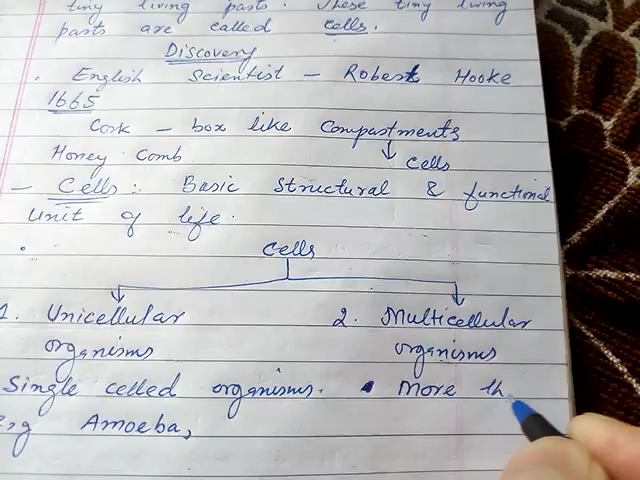 tiny living parts. These tiny living
parts are called cells.
Discovery
. English Scientist - Robert Hooke
1665
Cork - box like Compartments
Honey Comb
Cells
- Cells: Basic Structural & functional
unit of life.
Cells
1. Unicellular
organisms
2. Multicellular
organisms
Single celled organisms.
• More th
Eg Amoeba,